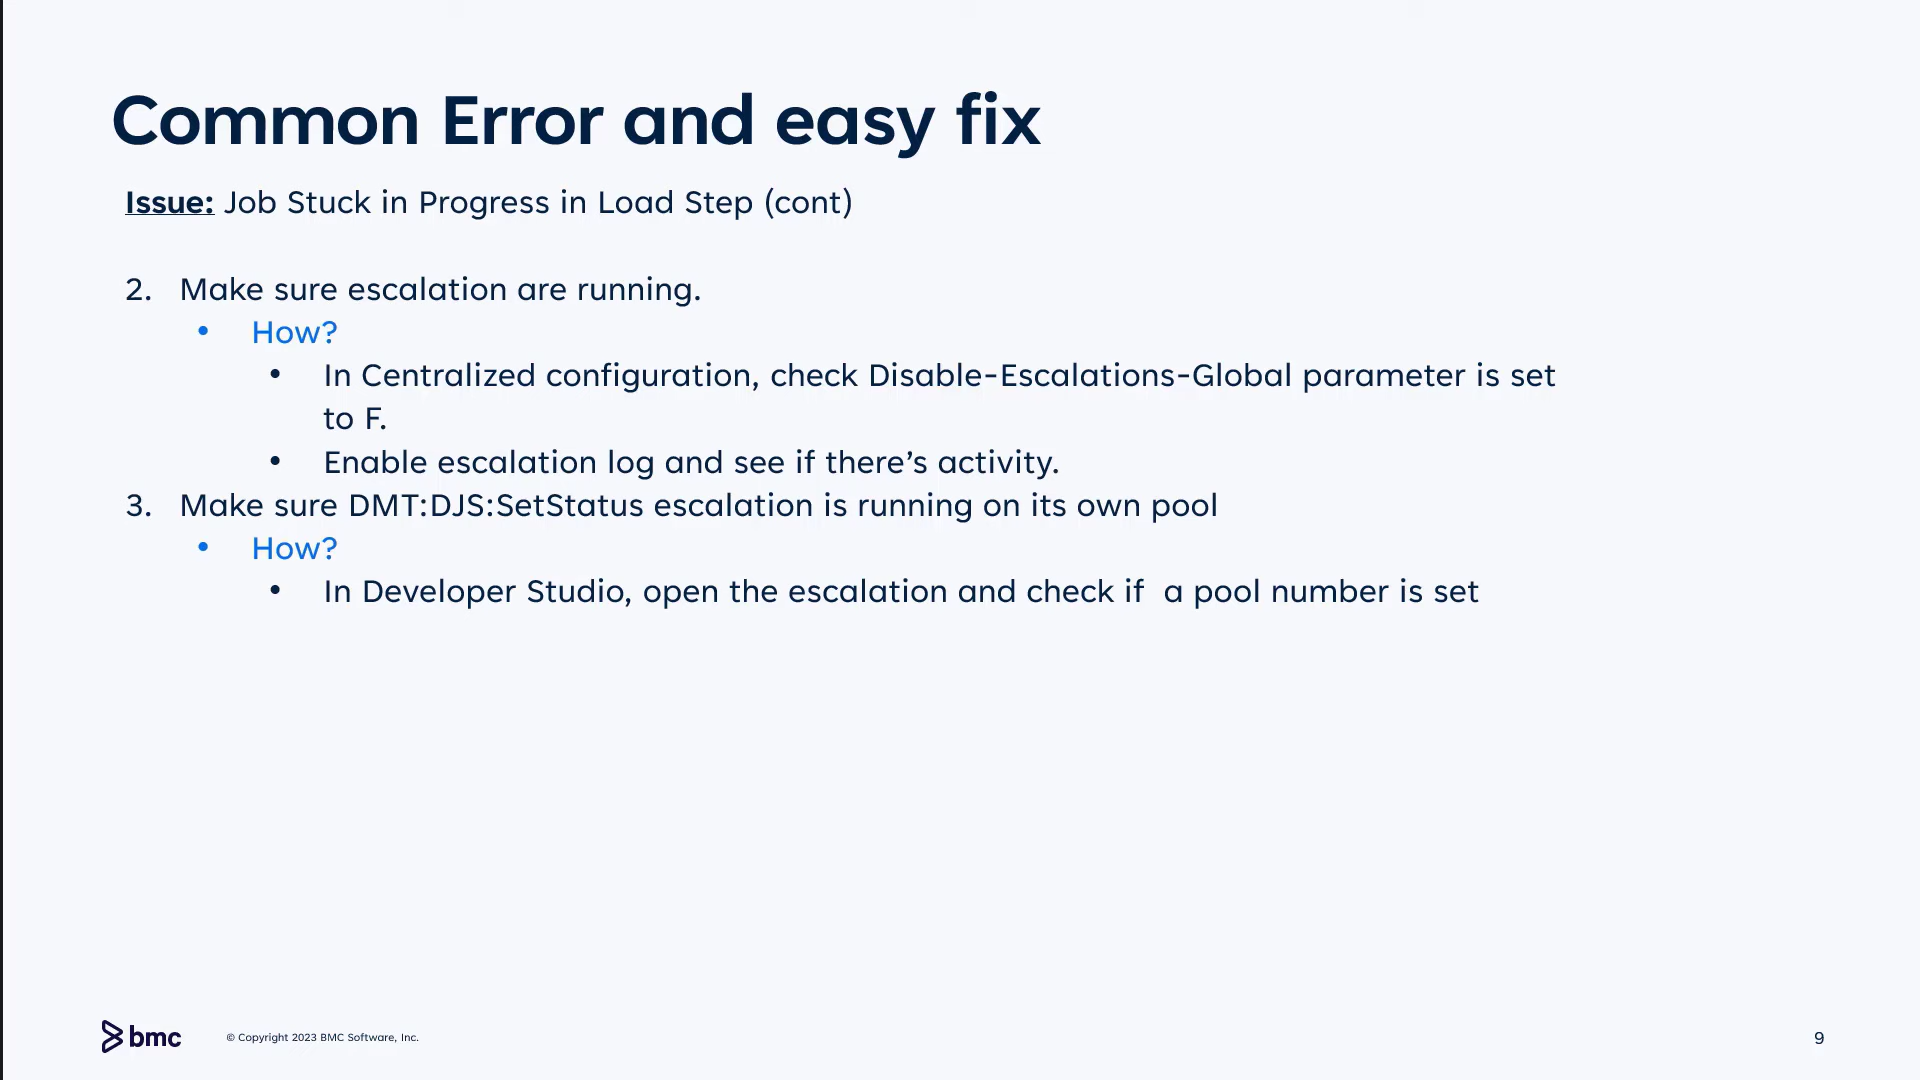 Common Error and easy fix
Issue: Job Stuck in Progress in Load Step (cont)
2. Make sure escalation are running.
• How?
• In Centralized configuration, check Disable-Escalations-Global parameter is set
to F.
• Enable escalation log and see if there’s activity.
3. Make sure DMT:DJS:SetStatus escalation is running on its own pool
• How?
• In Developer Studio, open the escalation and check if  a pool number is set
bmc
© Copyright 2023 BMC Software, Inc.
9